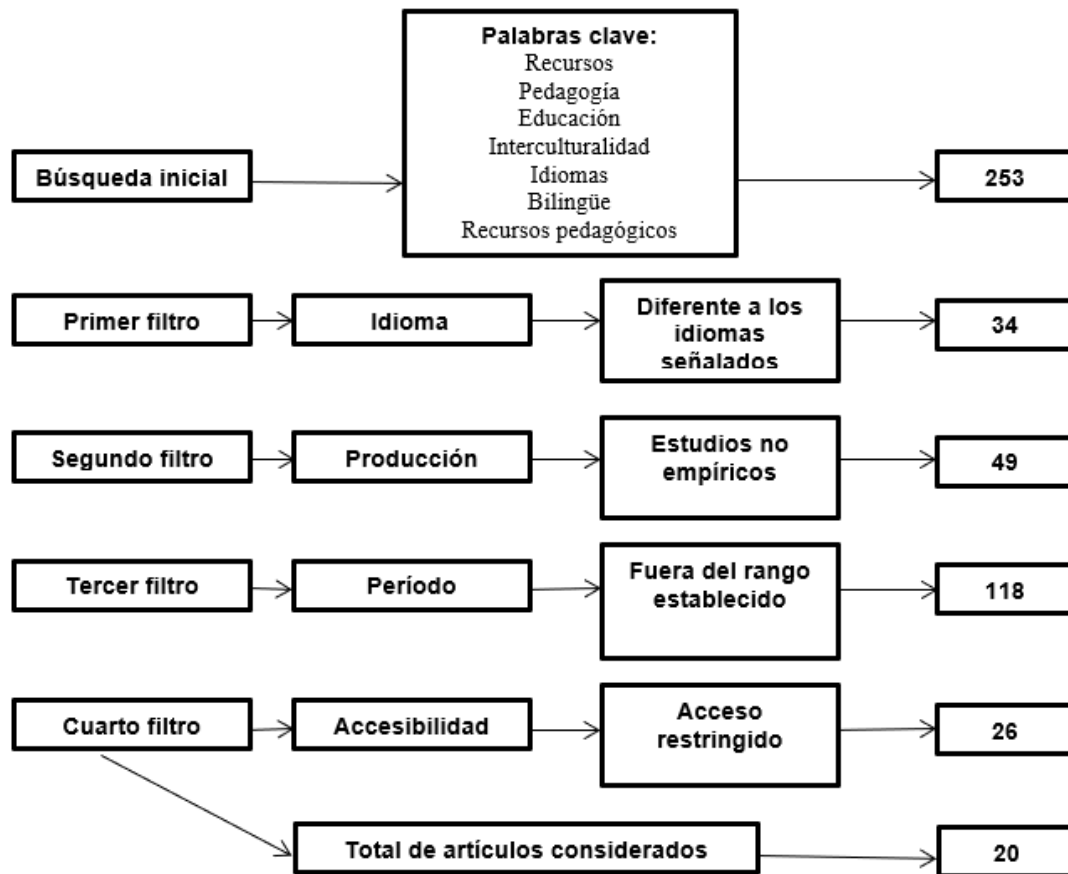 Palabras clave:
Recursos
Pedagogía
Educación
Interculturalidad
Idiomas
Bilingüe
Recursos pedagógicos
Búsqueda inicial
253
Primer filtro
Idioma
Diferente a los
idiomas
señalados
34
Segundo filtro
Producción
Estudios no
empíricos
49
Tercer filtro
Período
Fuera del rango
establecido
118
Cuarto filtro
Accesibilidad
Acceso
restringido
26
Total de artículos considerados
20